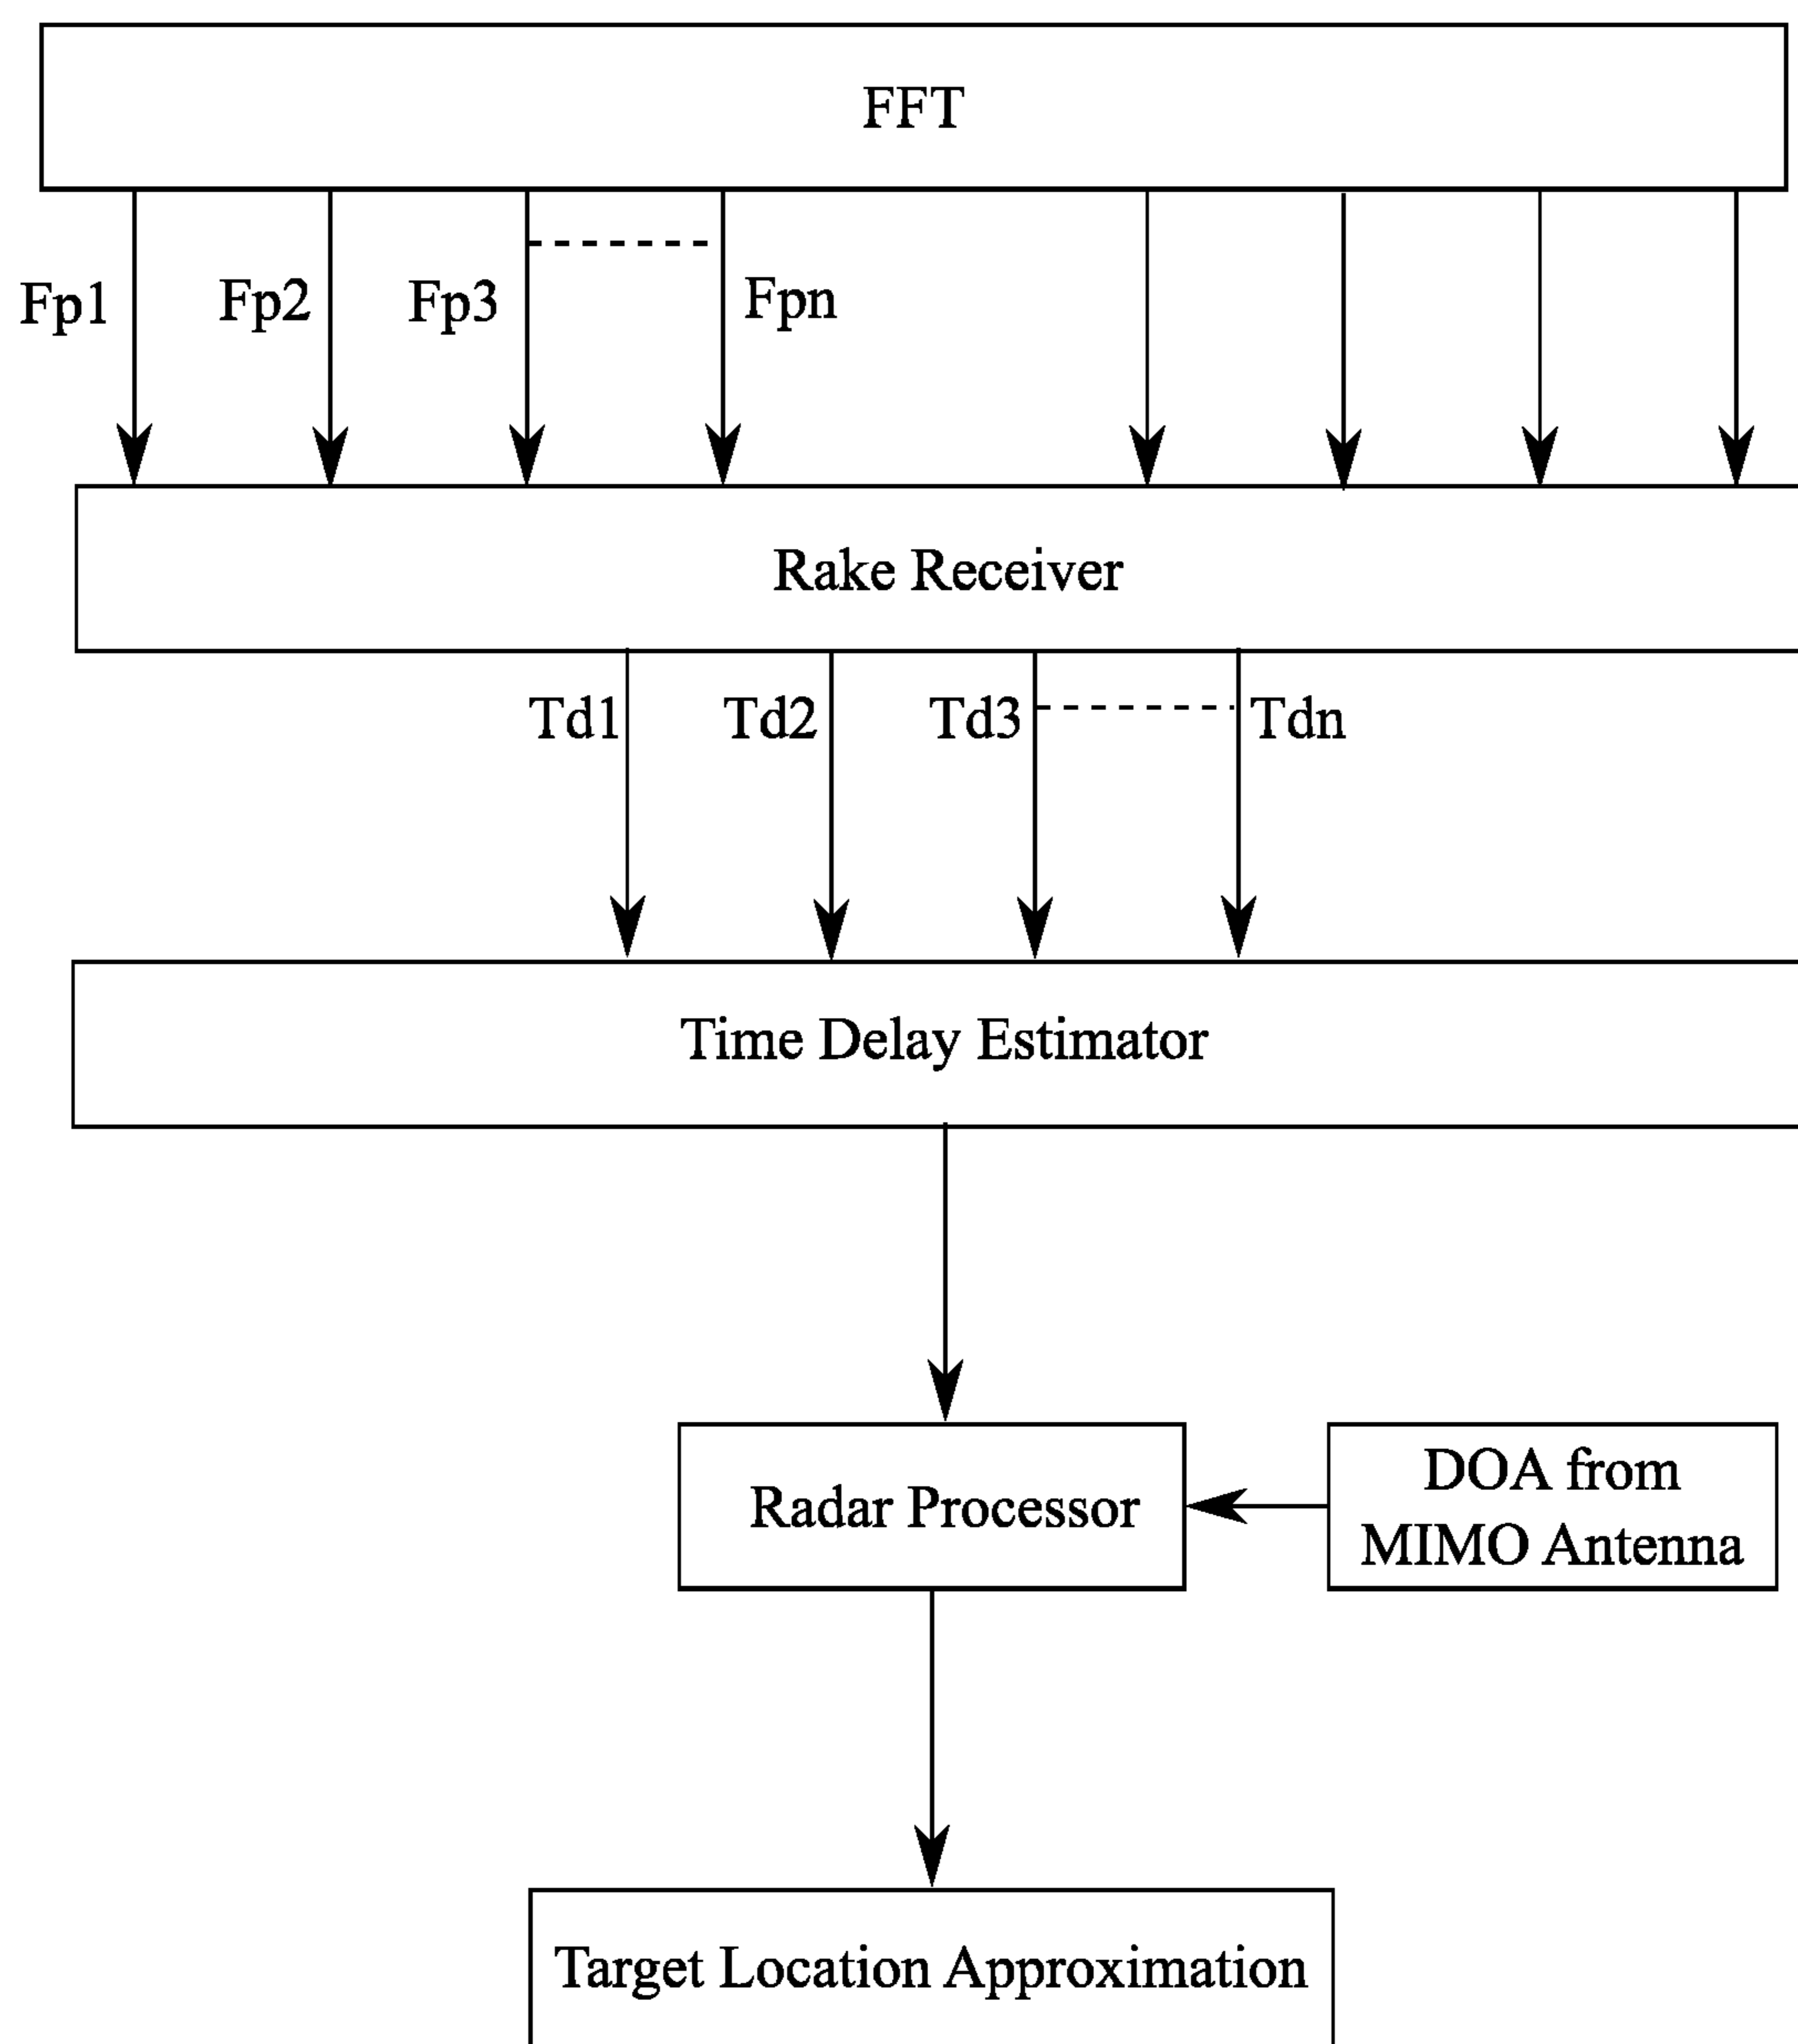 FFT
Fp1
Fp2
Fp3
Fpn
Rake Receiver
Td1
Td2
Td3
Tdn
Time Delay Estimator
Radar Processor
DOA from
MIMO Antenna
Target Location Approximation